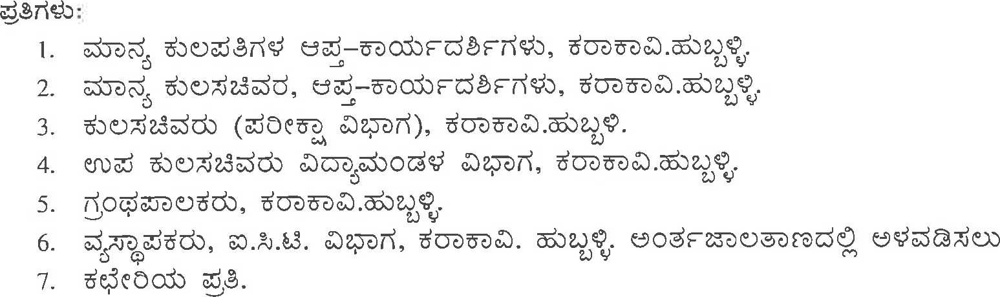 ಪ್ರತಿಗಳು:
1. ಮಾನ್ಯ ಕುಲಪತಿಗಳ ಆಪ್ತ-ಕಾರ್ಯದರ್ಶಿಗಳು, ಕರಾಕಾವಿ.ಹುಬ್ಬಳ್ಳಿ.
2. ಮಾನ್ಯ ಕುಲಸಚಿವರ, ಆಪ್ತ-ಕಾರ್ಯದರ್ಶಿಗಳು, ಕರಾಕಾವಿ.ಹುಬ್ಬಳ್ಳಿ.
3. ಕುಲಸಚಿವರು (ಪರೀಕ್ಷಾ ವಿಭಾಗ), ಕರಾಕಾವಿ.ಹುಬ್ಬಳಿ.
4. ಉಪ ಕುಲಸಚಿವರು ವಿದ್ಯಾಮಂಡಳ ವಿಭಾಗ, ಕರಾಕಾವಿ.ಹುಬ್ಬಳ್ಳಿ.
5. ಗ್ರಂಥಪಾಲಕರು, ಕರಾಕಾವಿ.ಹುಬ್ಬಳ್ಳಿ.
6. ವ್ಯಸ್ಥಾಪಕರು, ಐ.ಸಿ.ಟಿ. ವಿಭಾಗ, ಕರಾಕಾವಿ. ಹುಬ್ಬಳ್ಳಿ. ಅಂರ್ತಜಾಲತಾಣದಲ್ಲಿ ಅಳವಡಿಸಲು
7. ಕಛೇರಿಯ ಪ್ರತಿ.